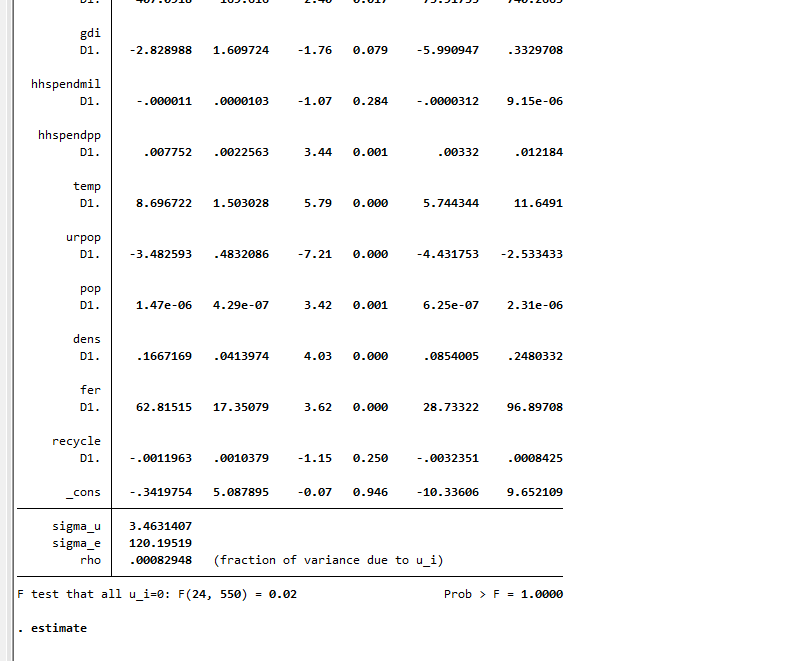 gdi
D1. -2.828988 1.609724 -1.76 0.079 -5.990947 .3329708
hhspendmil
D1. -.000011 .0000103 -1.07 0.284 -.0000312 9.15e-06
hhspendpp
D1. .007752 .0022563 3.44 0.001 .00332 .012184
temp
D1. 8.696722 1.503028 5.79 0.000 5.744344 11.6491
urpop
D1. -3.482593 .4832086 -7.21 0.000 -4.431753 -2.533433
pop
D1. 1.47e-06 4.29e-07 3.42 0.001 6.25e-07 2.31e-06
dens
D1. .1667169 .0413974 4.03 0.000 .0854005 .2480332
fer
D1. 62.81515 17.35079 3.62 0.000 28.73322 96.89708
recycle
D1. -.0011963 .0010379 -1.15 0.250 -.0032351 .0008425
_cons -.3419754 5.087895 -0.07 0.946 -10.33606 9.652109
sigma_u 3.4631407
sigma_e 120.19519
rho .00082948 (fraction of variance due to u_i)
F test that all u_i=0: F(24, 550) = 0.02 Prob > F = 1.0000
. estimate